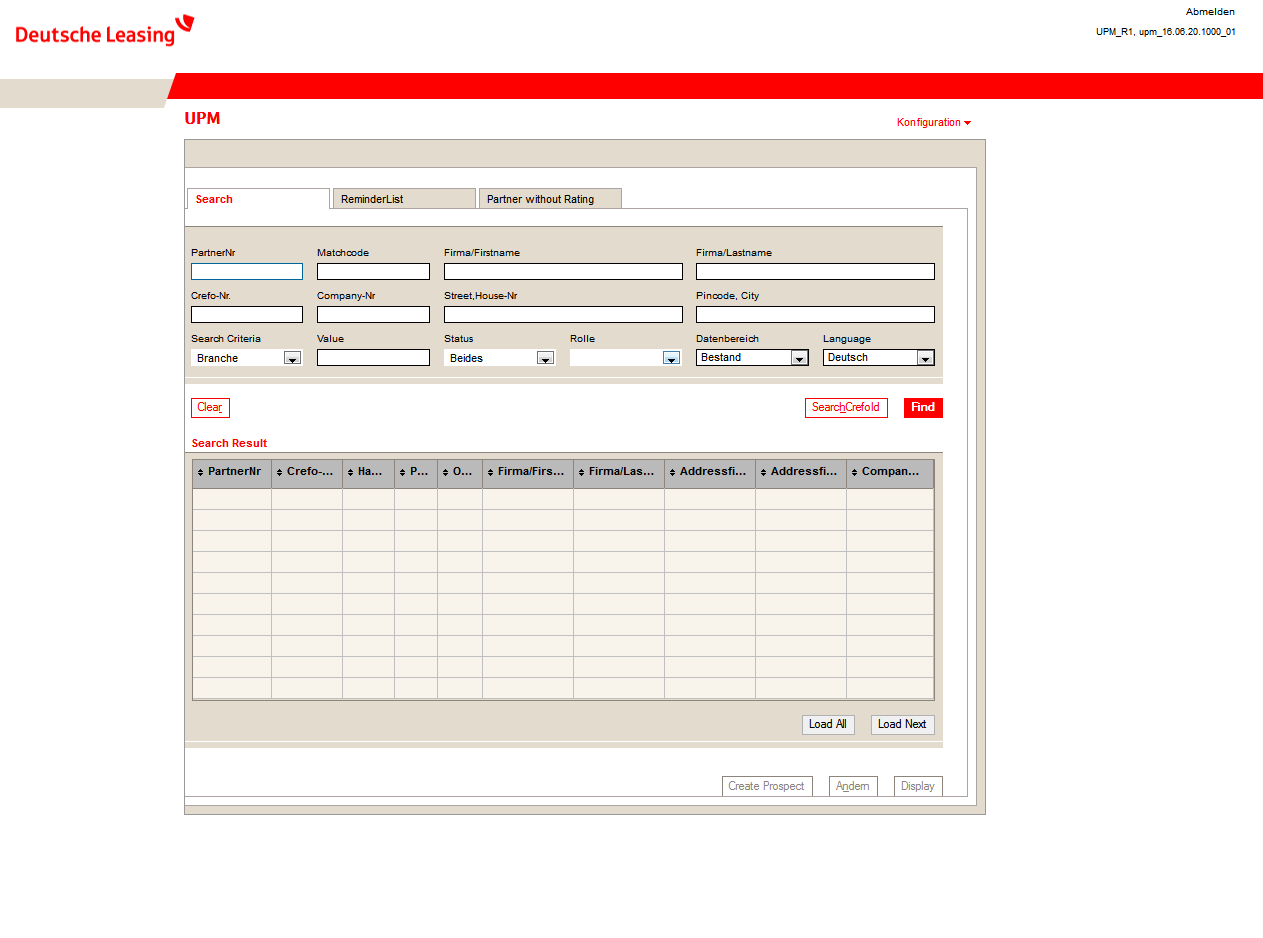 Deutsche Leasing
Abmelden
UPM_R1, upm_16.06.20.1000_01
UPM
Konfiguration
Search ReminderList Partner without Rating
PartnerNr Matchcode Firma/Firstname Firma/Lastname
Crefo-Nr. Company-Nr Street,House-Nr Pincode, City
Search Criteria Value Status Rolle Datenbereich Language
Branche Beides Bestand Deutsch
Clear SearchCrefoId Find
Search Result
PartnerNr Crefo-... Ha... P... O... Firma/Firs... Firma/Las... Addressfi... Addressfi... Compan...
Load All Load Next
Create Prospect Ändern Display